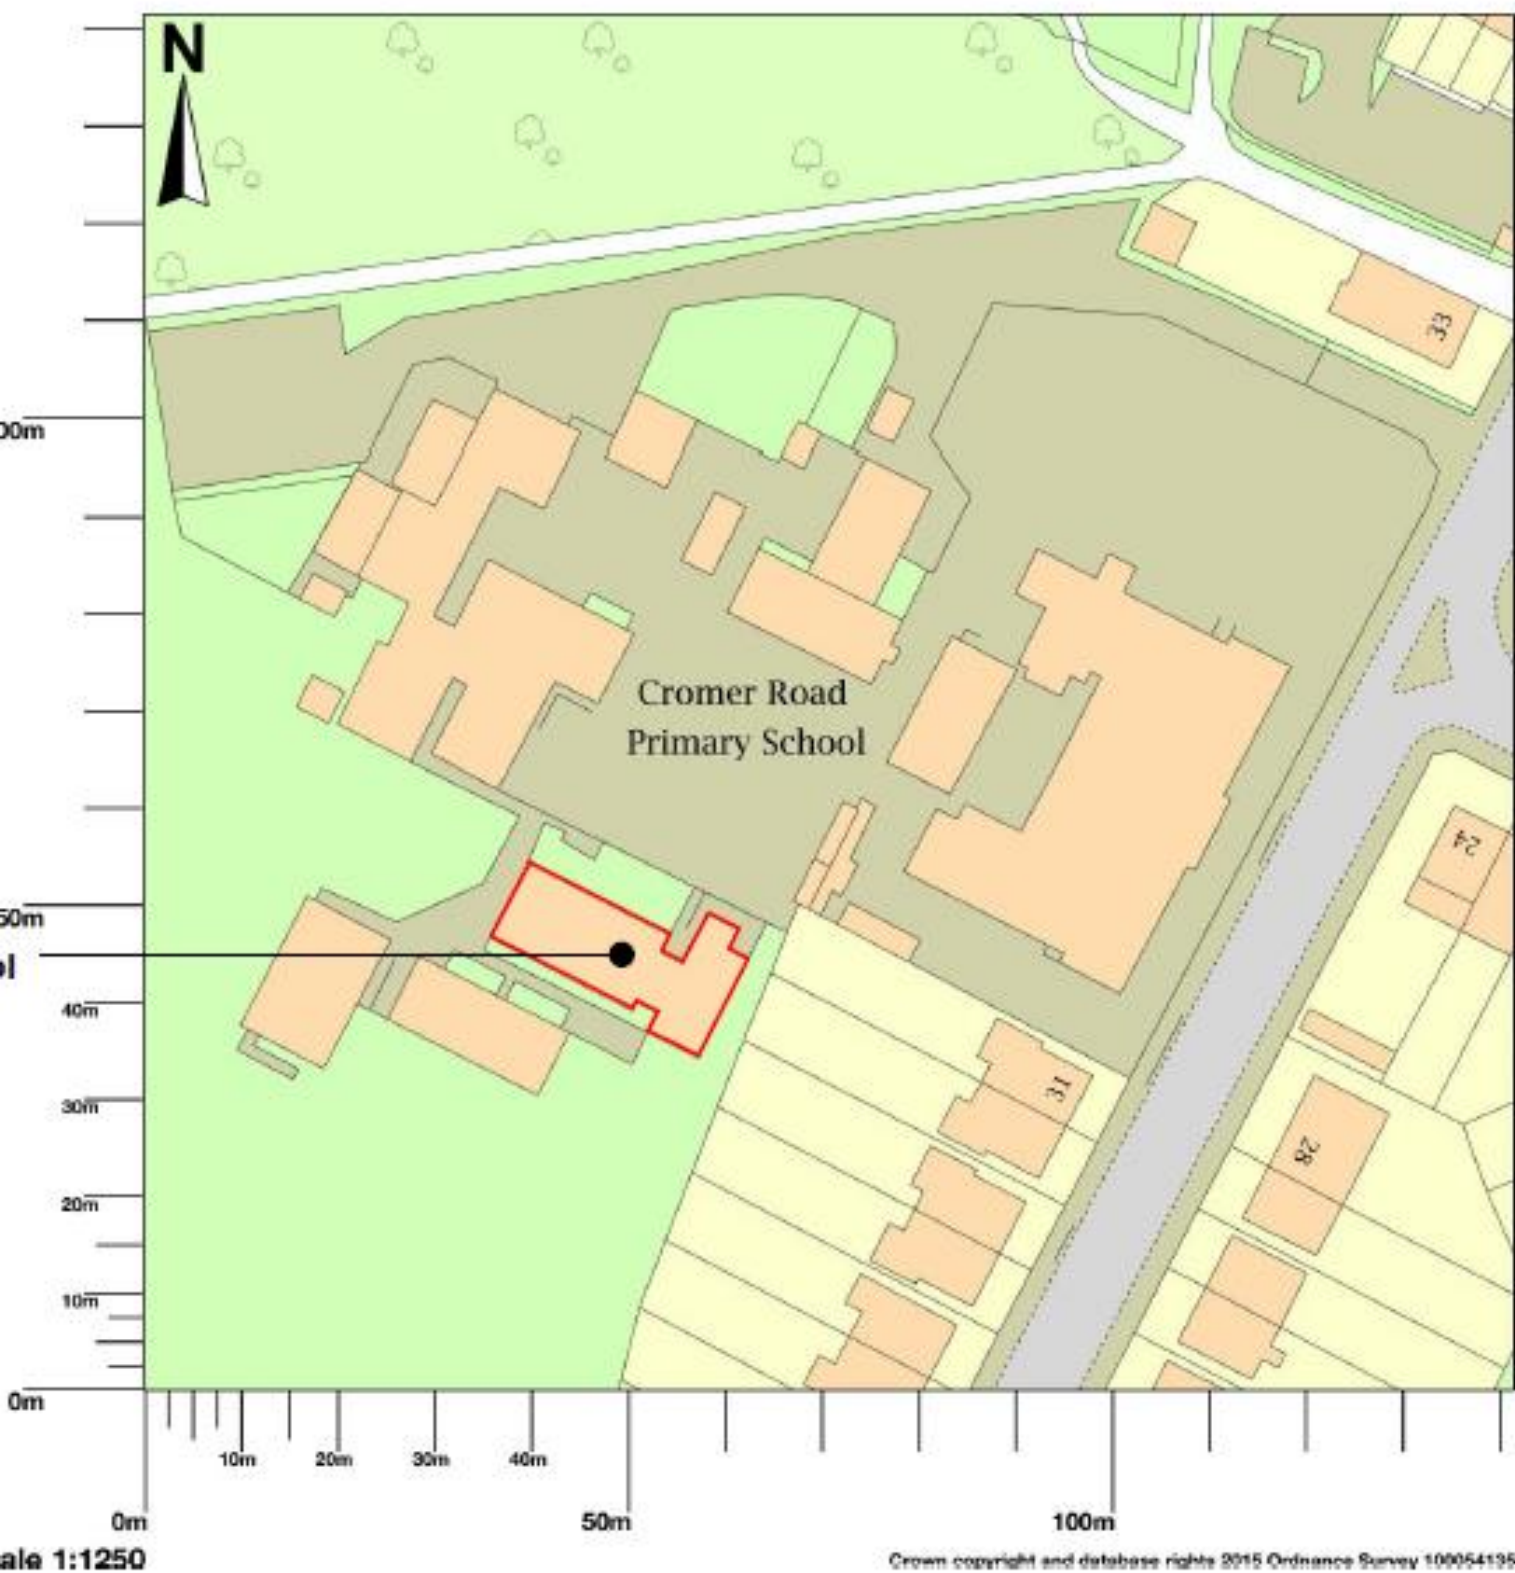 N
33
00m
Cromer Road
Primary School
24
50m
ol
40m
31
30m
28
20m
10m
0m
10m 20m 30m 40m
0m 50m 100m
ale 1:1250
Crown copyright and database rights 2015 Ordnance Survey 100054135